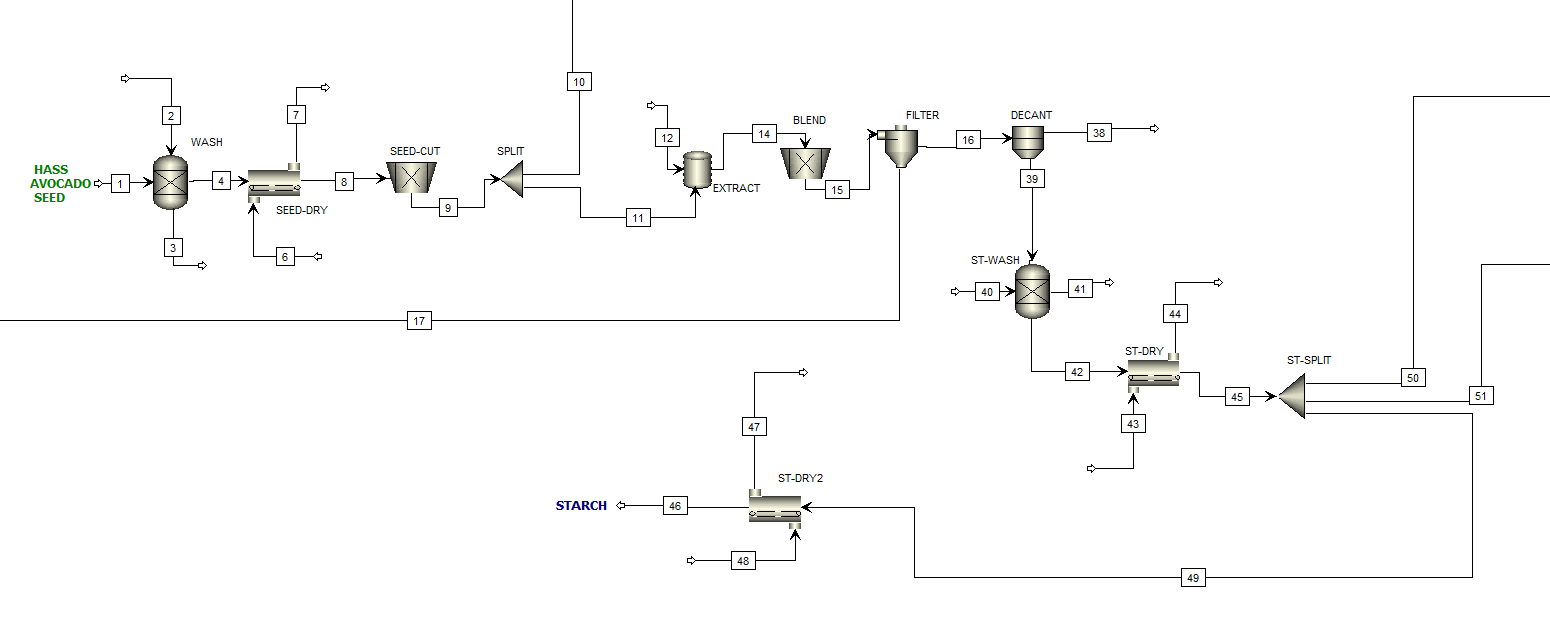 10
2
7
WASH
12
EXTRACT
14
BLEND
FILTER
16
DECANT
38
HASS
AVOCADO
SEED
1
4
SEED-DRY
8
SEED-CUT
SPLIT
15
39
9
11
3
6
ST-WASH
40
41
17
44
42
ST-DRY
ST-SPLIT
50
45
51
43
47
ST-DRY2
STARCH
46
48
49